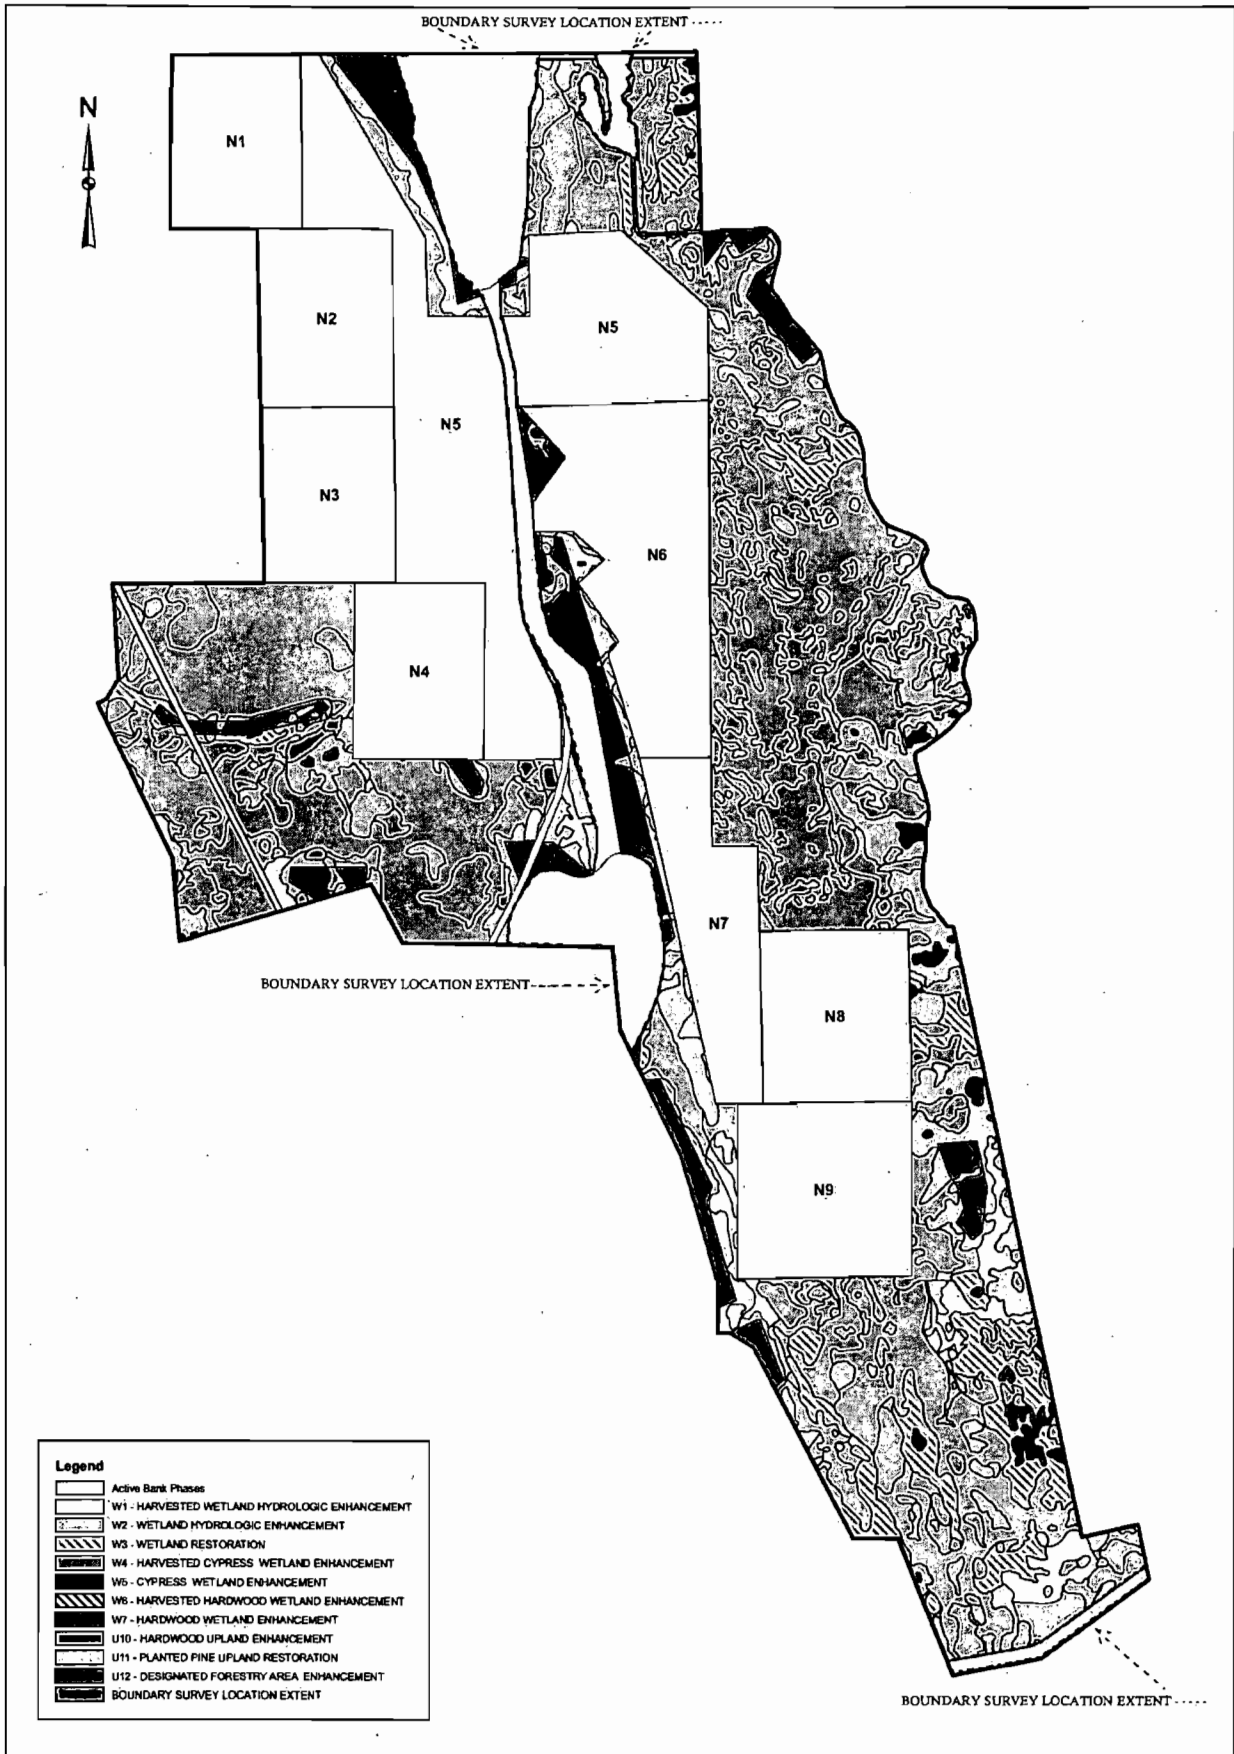 BOUNDARY SURVEY LOCATION EXTENT
N
N1
N2
N5
N5
N3
N6
N4
N7
BOUNDARY SURVEY LOCATION EXTENT
N8
N9
Legend
Active Bank Phases
W1 - HARVESTED WETLAND HYDROLOGIC ENHANCEMENT
W2 - WETLAND HYDROLOGIC ENHANCEMENT
W3 - WETLAND RESTORATION
W4 - HARVESTED CYPRESS WETLAND ENHANCEMENT
W5 - CYPRESS WETLAND ENHANCEMENT
W6 - HARVESTED HARDWOOD WETLAND ENHANCEMENT
W7 - HARDWOOD WETLAND ENHANCEMENT
U10 - HARDWOOD UPLAND ENHANCEMENT
U11 - PLANTED PINE UPLAND RESTORATION
U12 - DESIGNATED FORESTRY AREA ENHANCEMENT
BOUNDARY SURVEY LOCATION EXTENT
BOUNDARY SURVEY LOCATION EXTENT